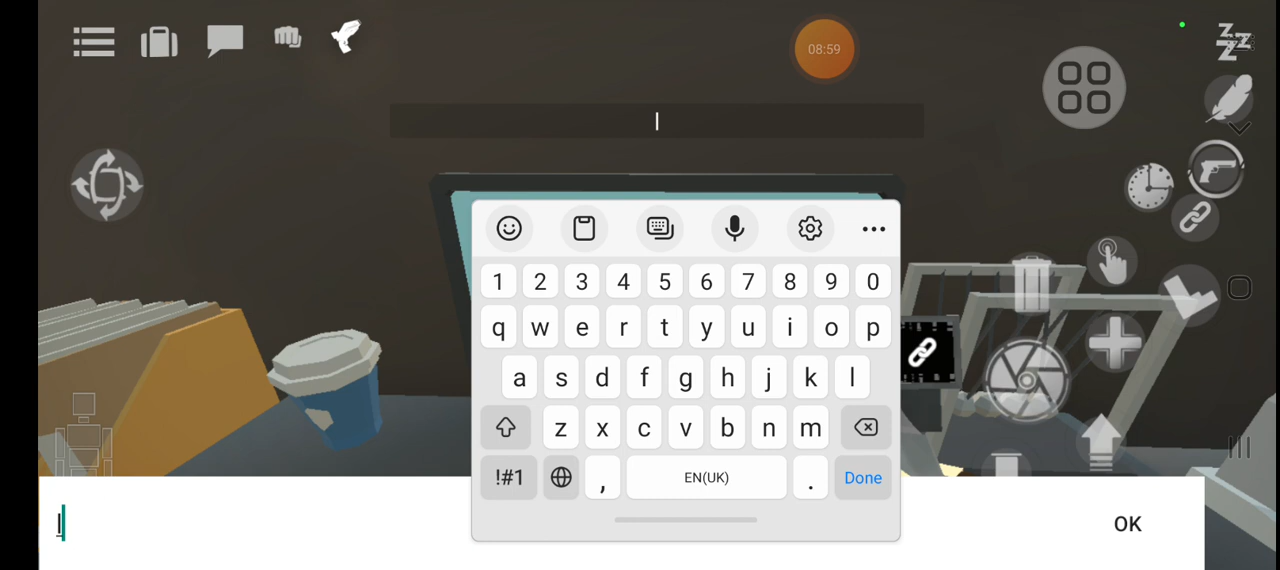 08:59
|
1 2 3 4 5 6 7 8 9 0
q w e r t y u i o p
a s d f g h j k l
z x c v b n m
!#1 , EN(UK) . Done
| OK